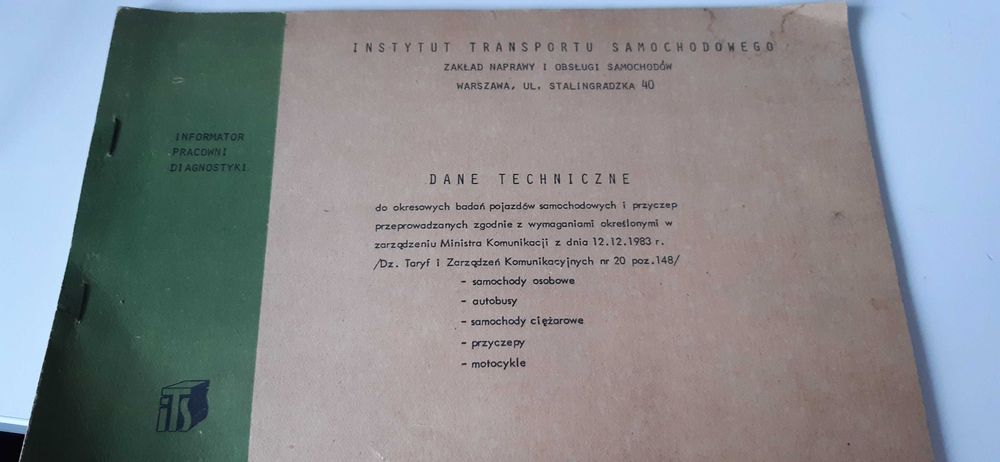 INSTYTUT TRANSPORTU SAMOCHODOWEGO
ZAKŁAD NAPRAWY I OBSŁUGI SAMOCHODÓW
WARSZAWA, UL. STALINGRADZKA 40
INFORMATOR
PRACOWNI
DIAGNOSTYKI
DANE TECHNICZNE
do okresowych badań pojazdów samochodowych i przyczep
przeprowadzanych zgodnie z wymaganiami określonymi w
zarządzeniu Ministra Komunikacji z dnia 12.12.1983 r.
/Dz. Taryf i Zarządzeń Komunikacyjnych nr 20 poz.148/
- samochody osobowe
- autobusy
- samochody ciężarowe
- przyczepy
- motocykle
iTS